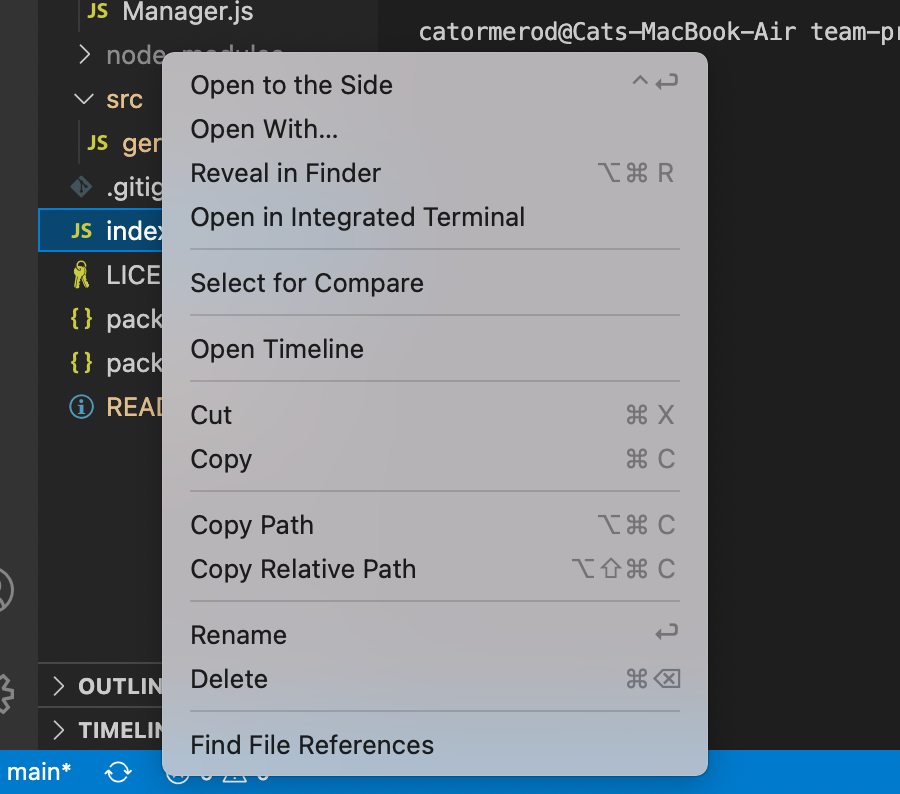 JS Manager.js
catormerod@Cats-MacBook-Air team-pr
node_modules
src
JS ger
.gitig
JS index
LICE
{} pack
{} pack
READ
OUTLIN
TIMELIN
main*
Open to the Side ^↩
Open With...
Reveal in Finder ⌥⌘ R
Open in Integrated Terminal
Select for Compare
Open Timeline
Cut ⌘ X
Copy ⌘ C
Copy Path ⌥⌘ C
Copy Relative Path ⌥⇧⌘ C
Rename ↩
Delete ⌘⌫
Find File References